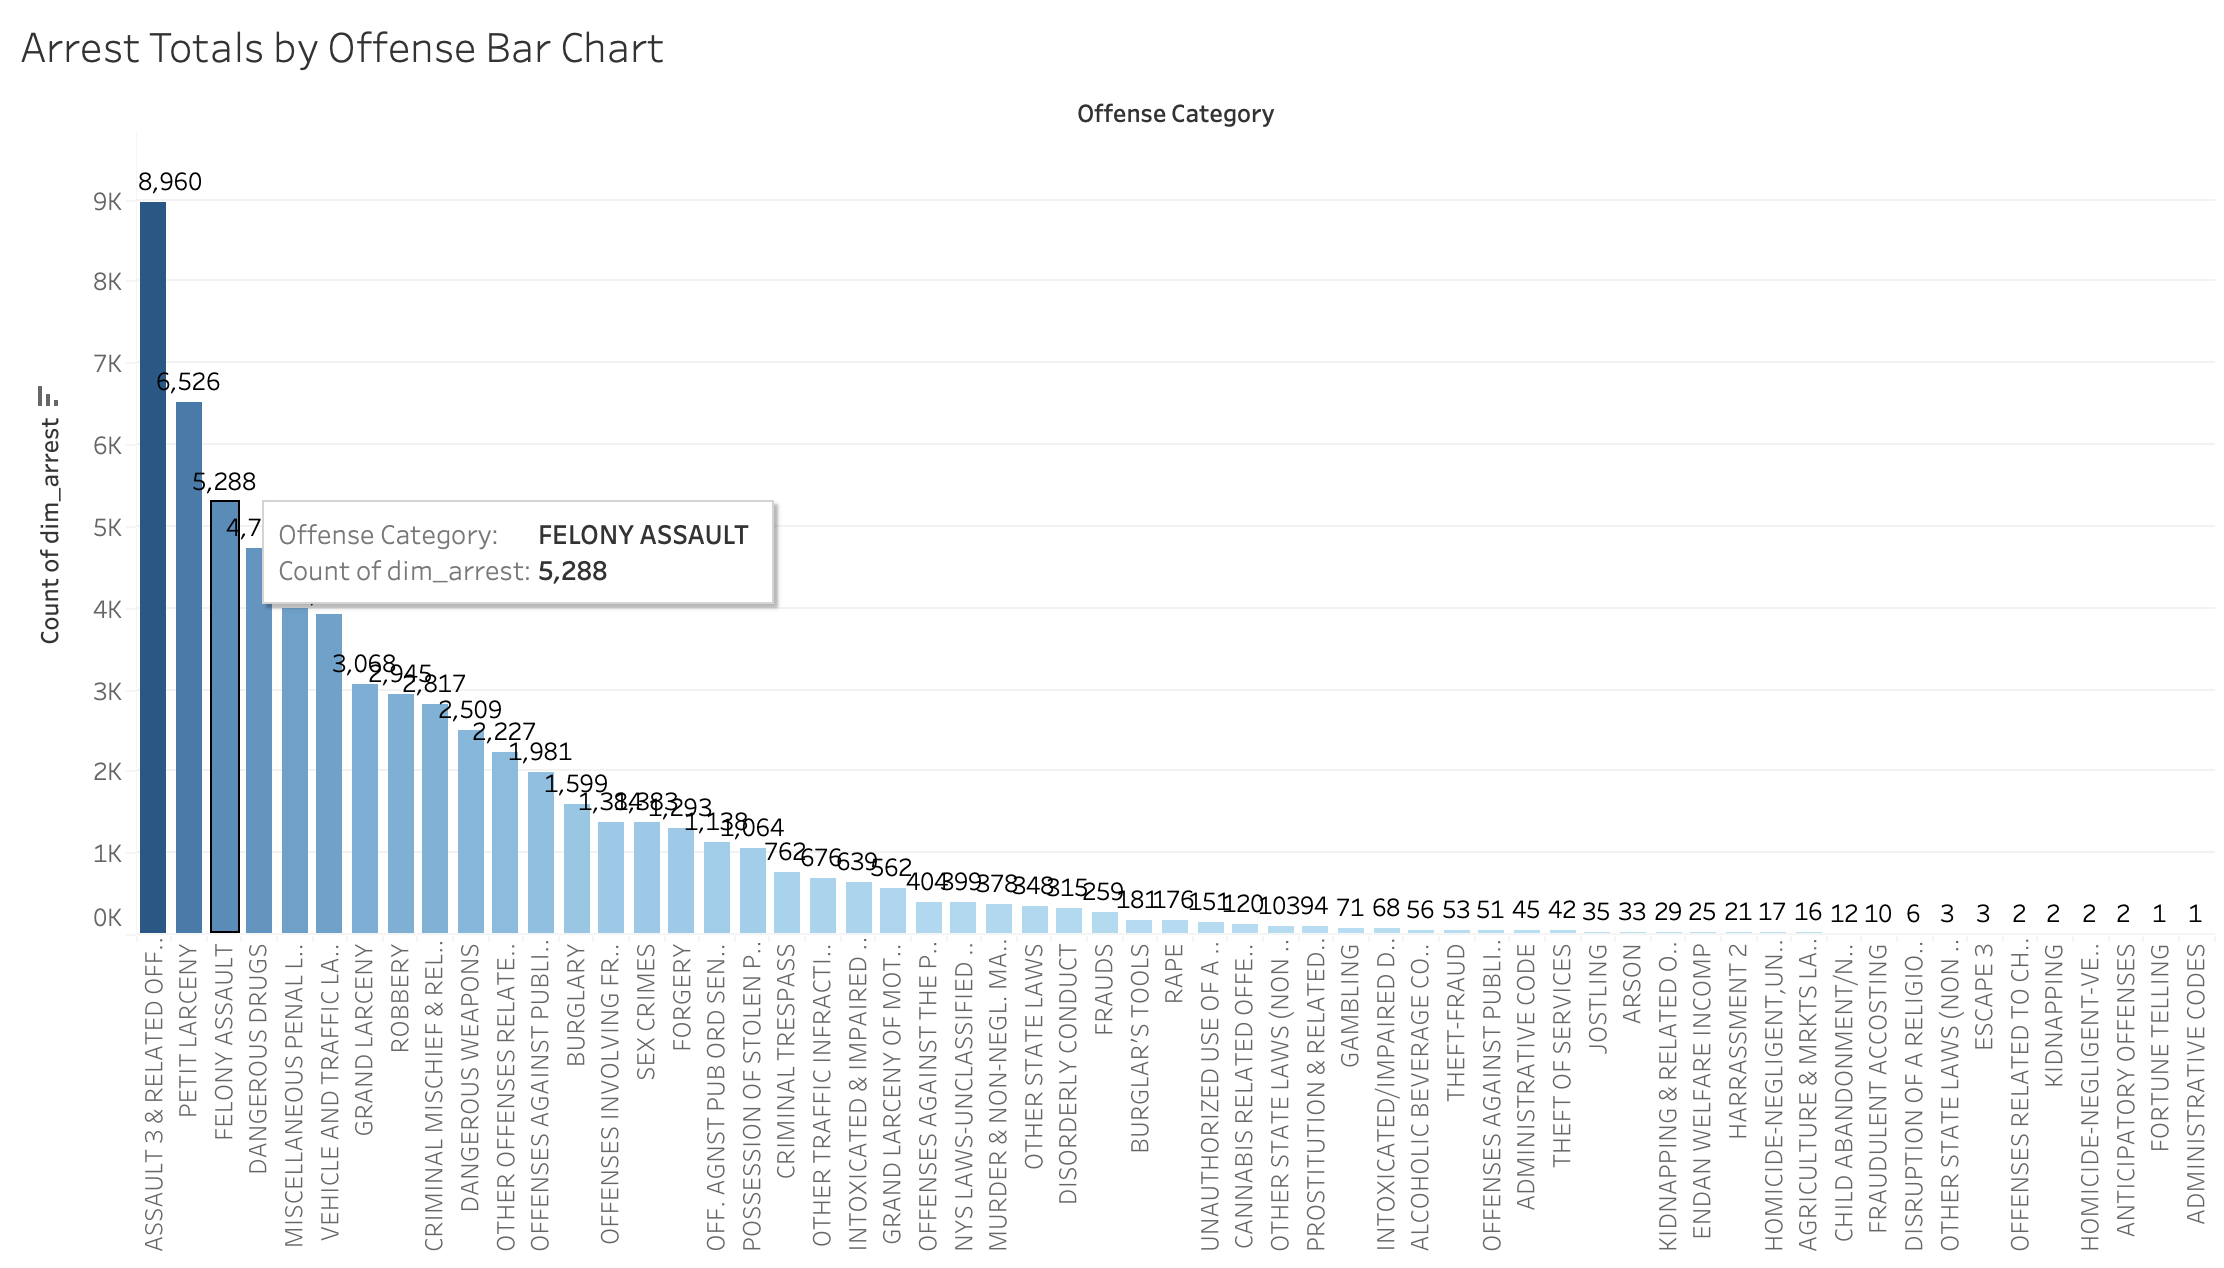 Arrest Totals by Offense Bar Chart
Offense Category
Count of dim_arrest
9K
8K
7K
6K
5K
4K
3K
2K
1K
0K
8,960
6,526
5,288
4,7
Offense Category: FELONY ASSAULT
Count of dim_arrest: 5,288
3,068
2,945
2,817
2,509
2,227
1,981
1,599
1,384
1,383
1,293
1,138
1,064
762
676
639
562
404
399
378
348
315
259
181
176
151
120
103
94
71
68
56
53
51
45
42
35
33
29
25
21
17
16
12
10
6
3
3
2
2
2
2
1
1
ASSAULT 3 & RELATED OFF..
PETIT LARCENY
FELONY ASSAULT
DANGEROUS DRUGS
MISCELLANEOUS PENAL L..
VEHICLE AND TRAFFIC LA..
GRAND LARCENY
ROBBERY
CRIMINAL MISCHIEF & REL..
DANGEROUS WEAPONS
OTHER OFFENSES RELATE..
OFFENSES AGAINST PUBLI..
BURGLARY
OFFENSES INVOLVING FR..
SEX CRIMES
FORGERY
OFF. AGNST PUB ORD SEN..
POSSESSION OF STOLEN P..
CRIMINAL TRESPASS
OTHER TRAFFIC INFRACTI..
INTOXICATED & IMPAIRED ..
GRAND LARCENY OF MOT..
OFFENSES AGAINST THE P..
NYS LAWS-UNCLASSIFIED ..
MURDER & NON-NEGL. MA..
OTHER STATE LAWS
DISORDERLY CONDUCT
FRAUDS
BURGLAR'S TOOLS
RAPE
UNAUTHORIZED USE OF A ..
CANNABIS RELATED OFFE..
OTHER STATE LAWS (NON ..
PROSTITUTION & RELATED..
GAMBLING
INTOXICATED/IMPAIRED D..
ALCOHOLIC BEVERAGE CO..
THEFT-FRAUD
OFFENSES AGAINST PUBLI..
ADMINISTRATIVE CODE
THEFT OF SERVICES
JOSTLING
ARSON
KIDNAPPING & RELATED O..
ENDAN WELFARE INCOMP
HARRASSMENT 2
HOMICIDE-NEGLIGENT,UN..
AGRICULTURE & MRKTS LA..
CHILD ABANDONMENT/N..
FRAUDULENT ACCOSTING
DISRUPTION OF A RELIGIO..
OTHER STATE LAWS (NON ..
ESCAPE 3
OFFENSES RELATED TO CH..
KIDNAPPING
HOMICIDE-NEGLIGENT-VE..
ANTICIPATORY OFFENSES
FORTUNE TELLING
ADMINISTRATIVE CODES